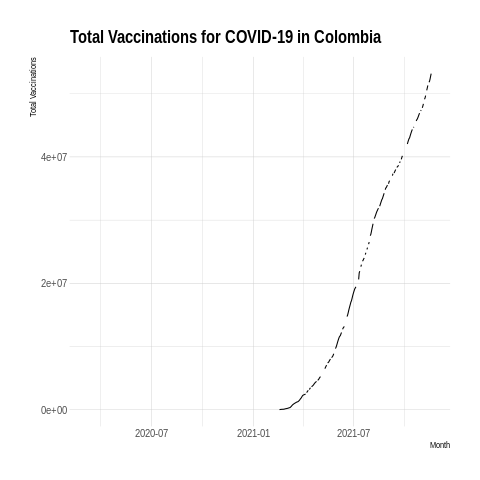 Total Vaccinations for COVID-19 in Colombia
Total Vaccinations
4e+07
2e+07
0e+00
2020-07 2021-01 2021-07
Month